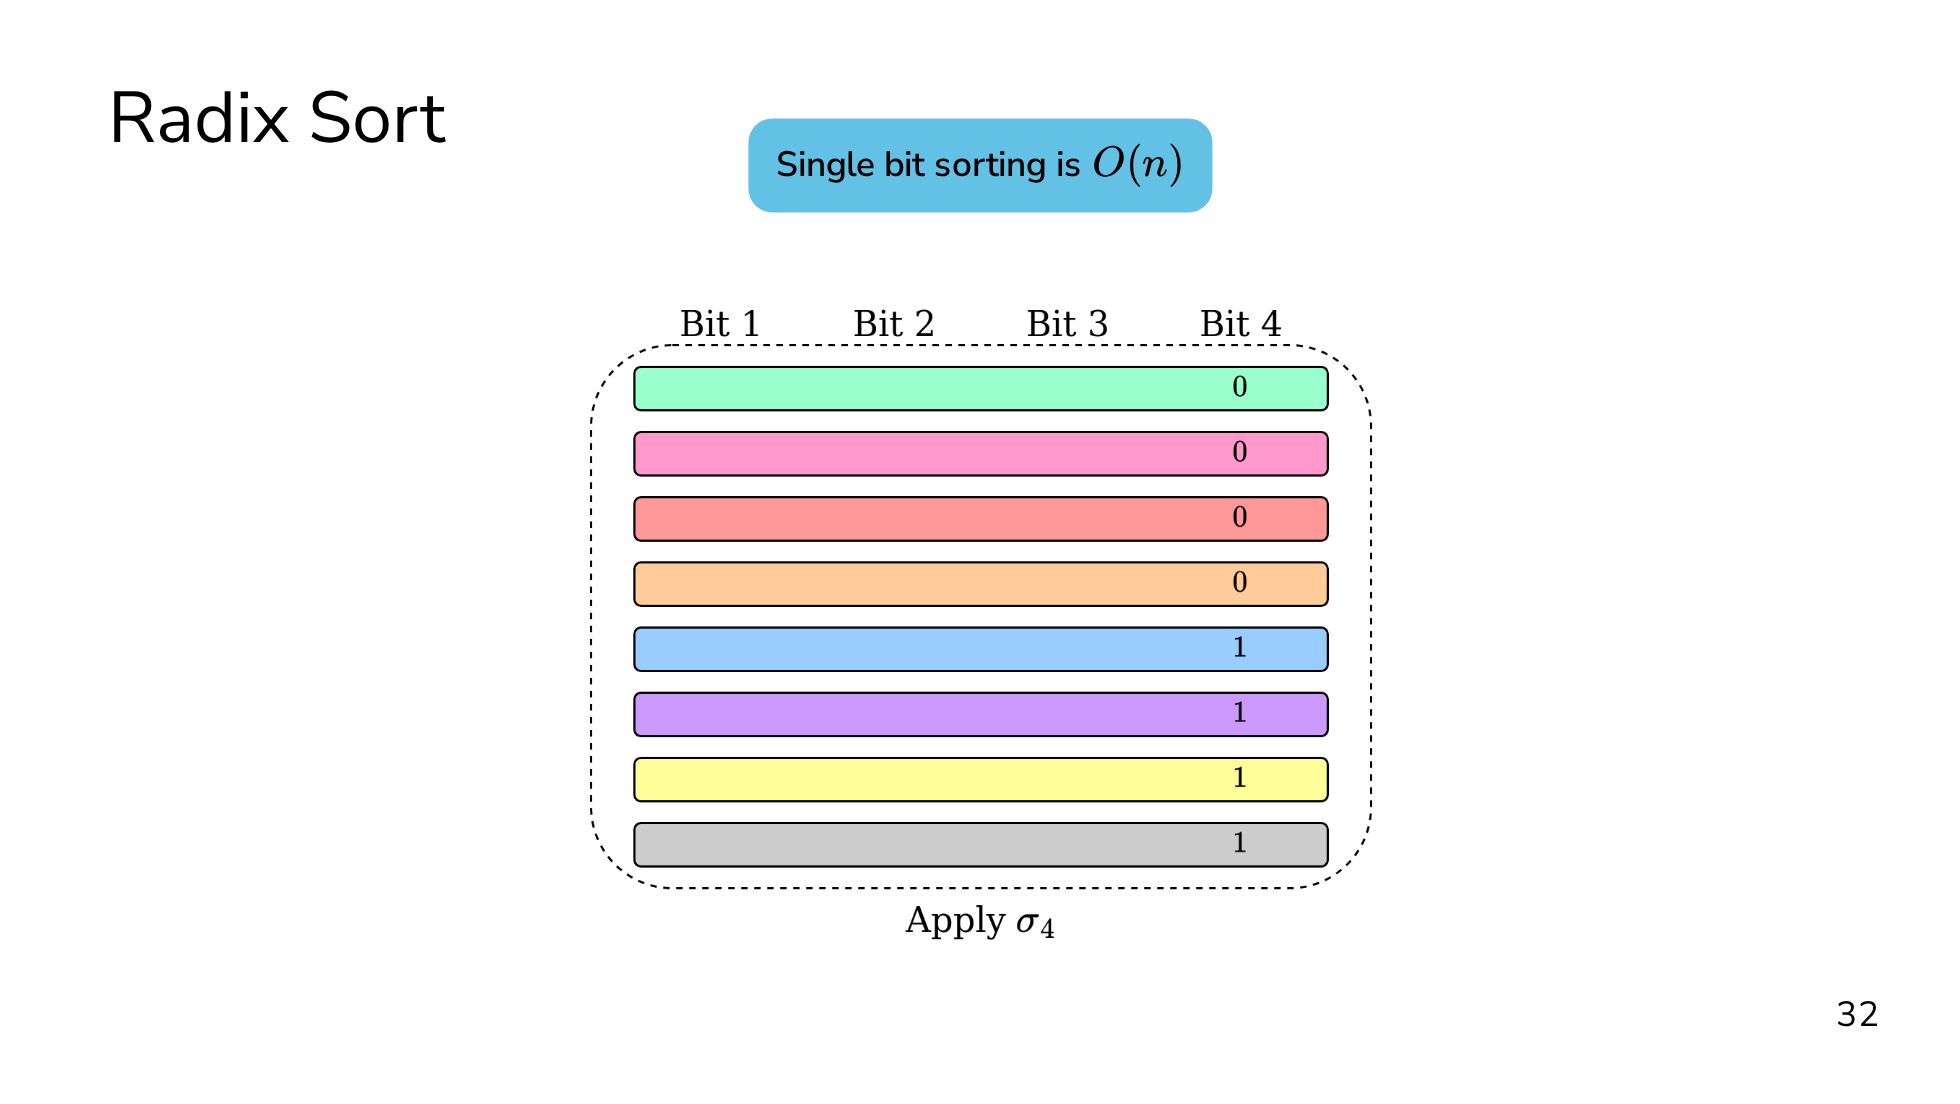 Radix Sort
Single bit sorting is O(n)
Bit 1 Bit 2 Bit 3 Bit 4
0
0
0
0
1
1
1
1
Apply σ₄
32